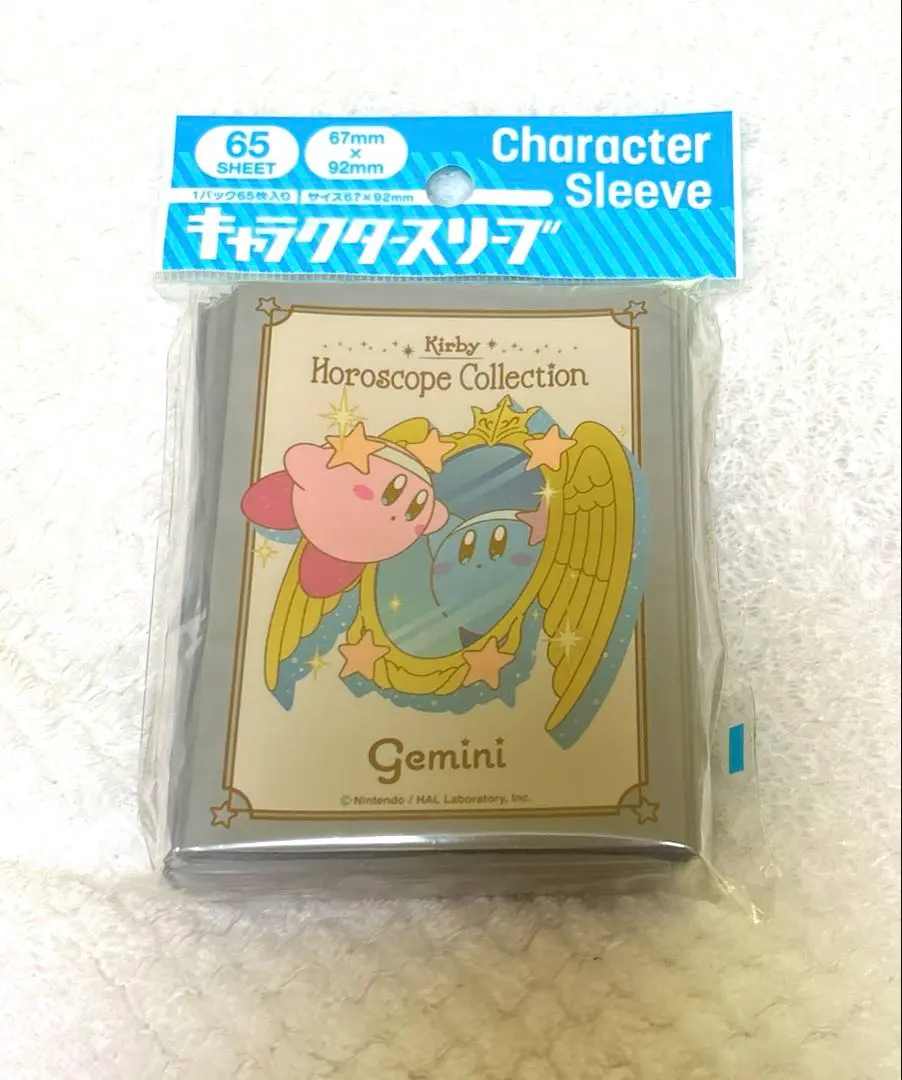 65
SHEET
67mm
×
92mm
Character
Sleeve
1パック65枚入り
サイズ67×92mm
キャラクタースリーブ
Kirby
Horoscope Collection
Gemini
©Nintendo / HAL Laboratory, Inc.